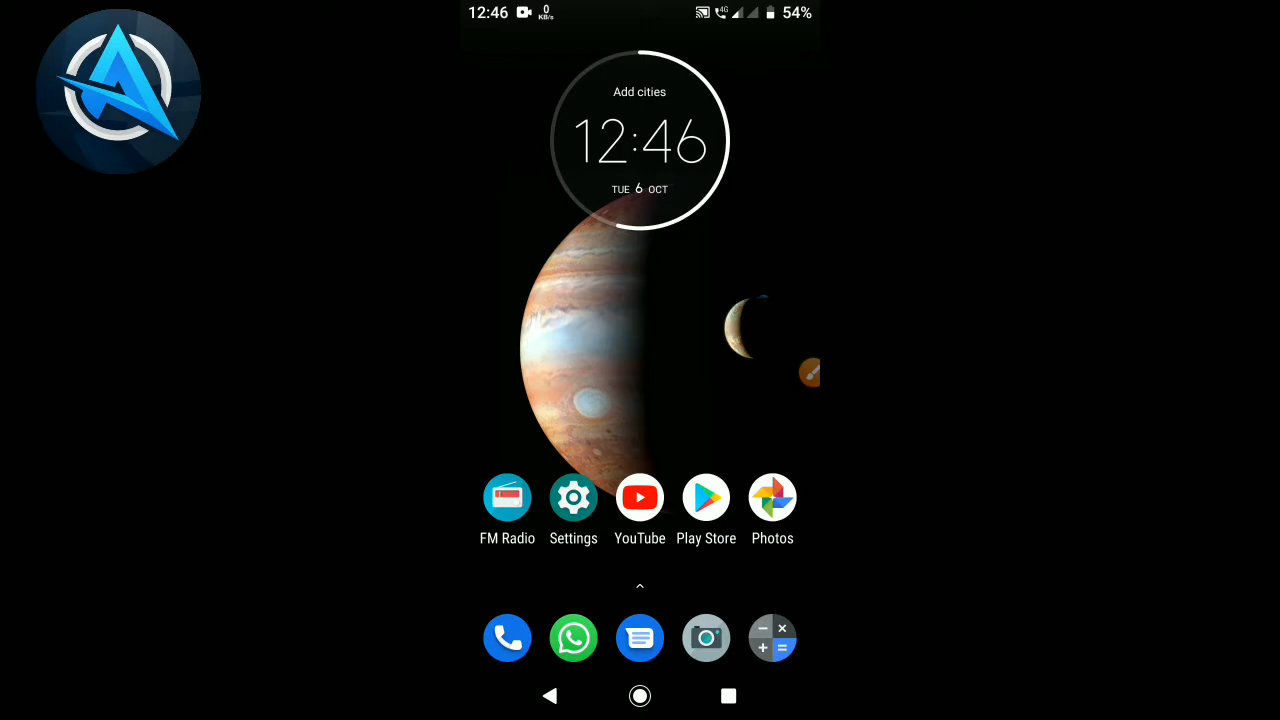 12:46 0 KB/s 4G 54%
Add cities
12:46
TUE 6 OCT
FM Radio Settings YouTube Play Store Photos